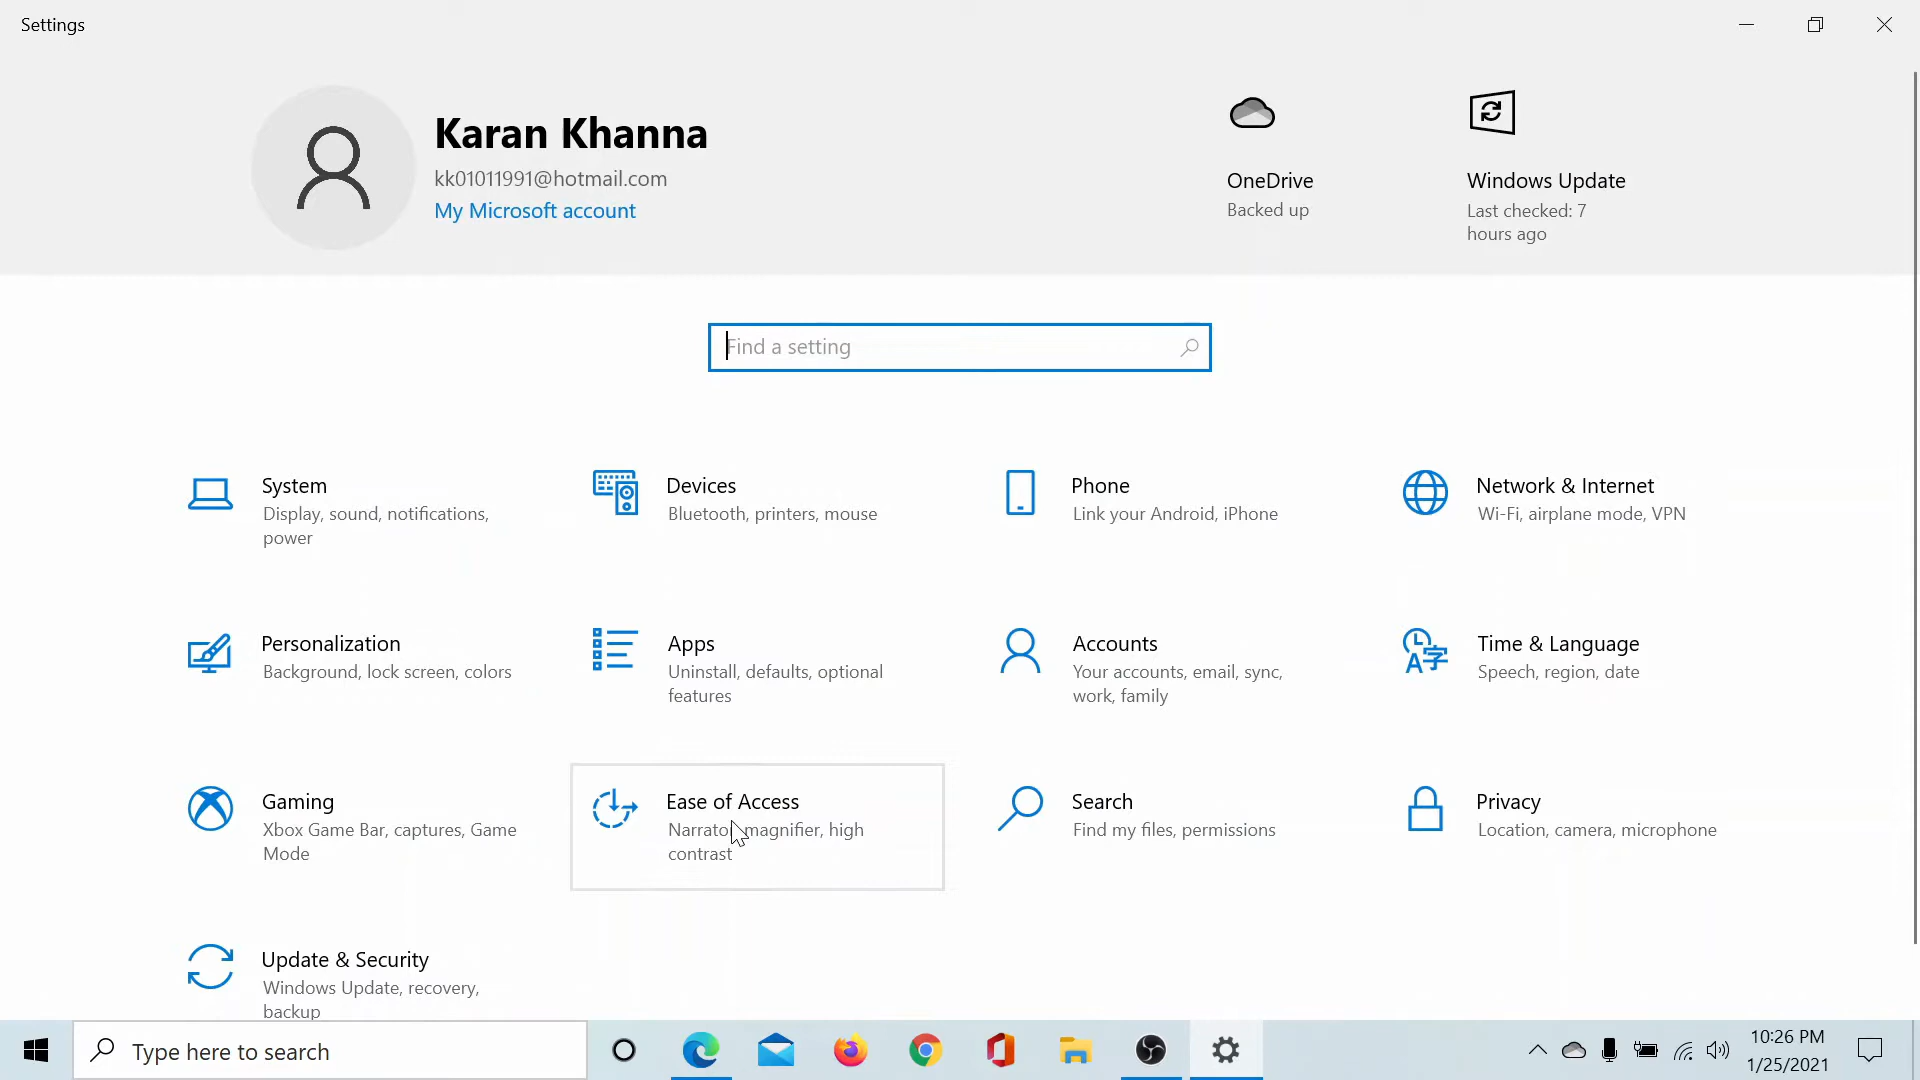 Settings
Karan Khanna
kk01011991@hotmail.com
My Microsoft account
OneDrive
Backed up
Windows Update
Last checked: 7
hours ago
Find a setting
System
Display, sound, notifications,
power
Devices
Bluetooth, printers, mouse
Phone
Link your Android, iPhone
Network & Internet
Wi-Fi, airplane mode, VPN
Personalization
Background, lock screen, colors
Apps
Uninstall, defaults, optional
features
Accounts
Your accounts, email, sync,
work, family
Time & Language
Speech, region, date
Gaming
Xbox Game Bar, captures, Game
Mode
Ease of Access
Narrator, magnifier, high
contrast
Search
Find my files, permissions
Privacy
Location, camera, microphone
Update & Security
Windows Update, recovery,
backup
Type here to search
10:26 PM
1/25/2021